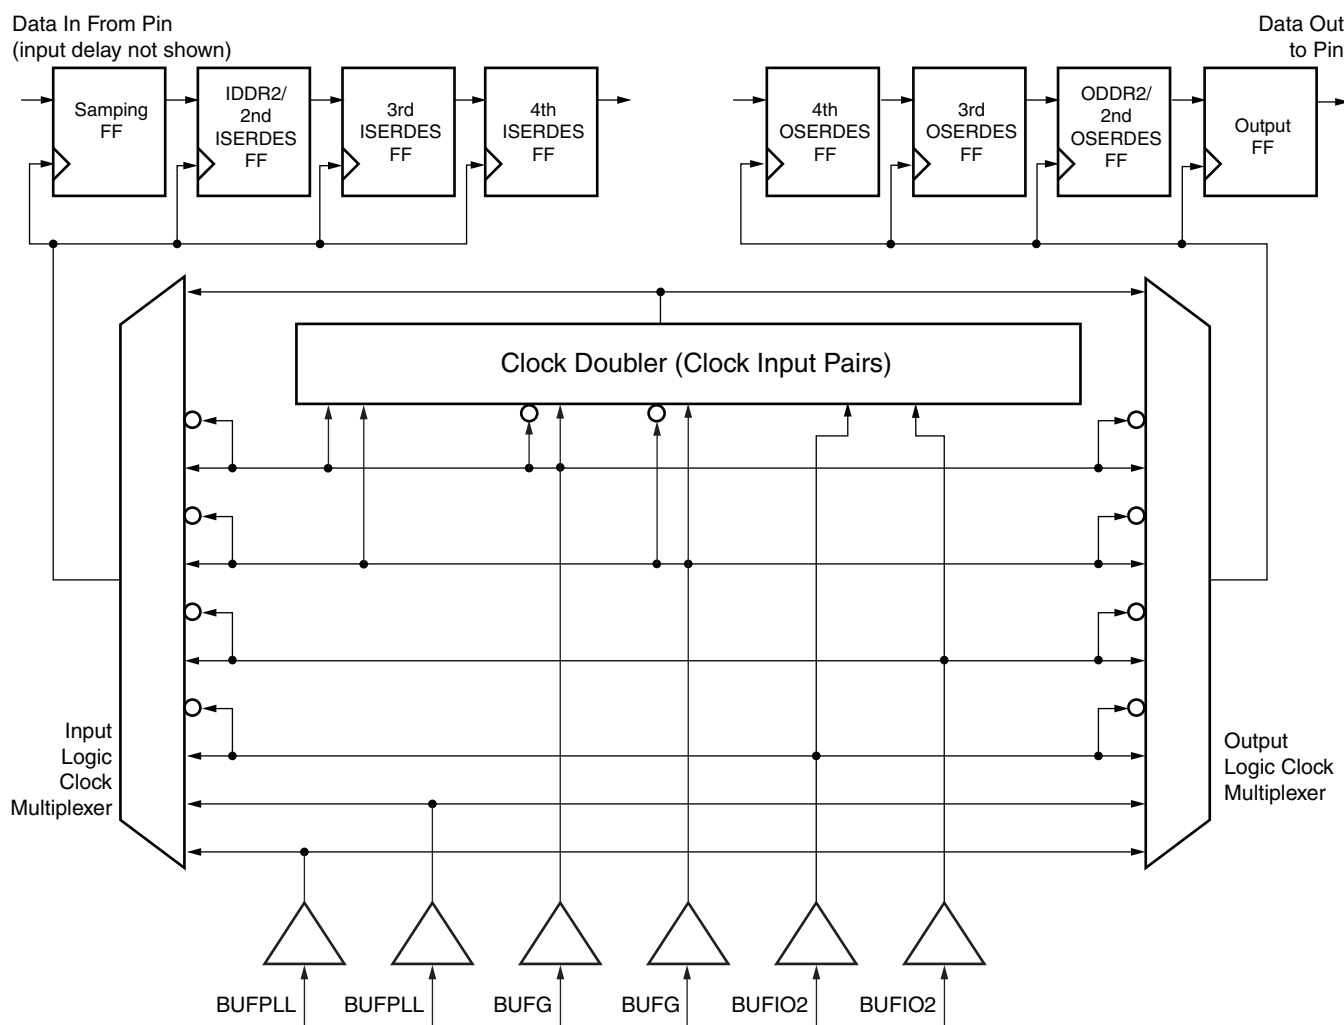 Data In From Pin
(input delay not shown)
Data Out
to Pin
Samping
FF
IDDR2/
2nd
ISERDES
FF
3rd
ISERDES
FF
4th
ISERDES
FF
4th
OSERDES
FF
3rd
OSERDES
FF
ODDR2/
2nd
OSERDES
FF
Output
FF
Clock Doubler (Clock Input Pairs)
Input
Logic
Clock
Multiplexer
Output
Logic Clock
Multiplexer
BUFPLL
BUFPLL
BUFG
BUFG
BUFIO2
BUFIO2